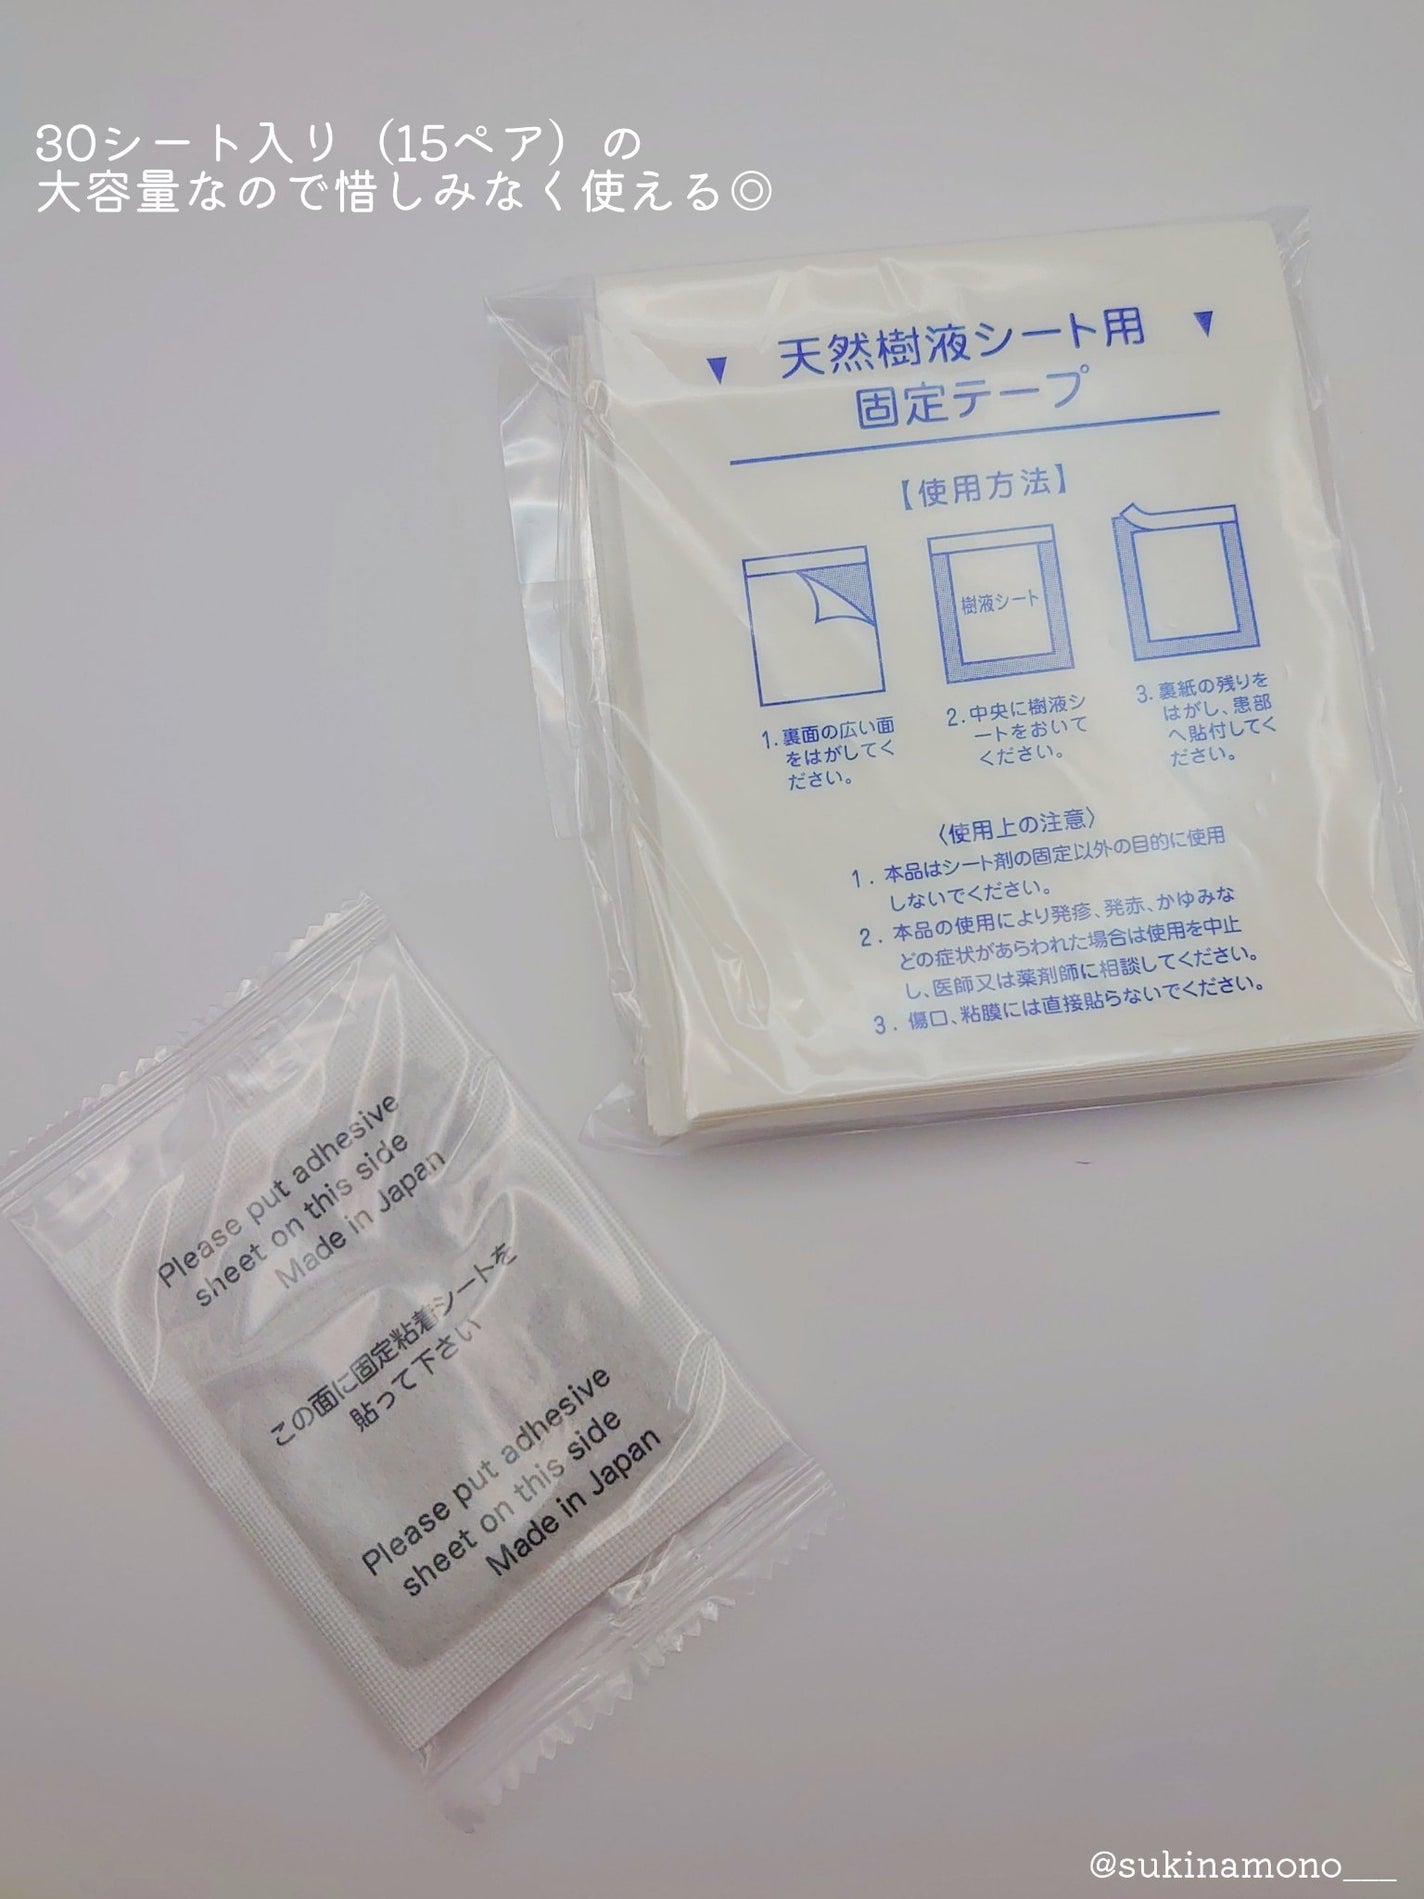 30シート入り（15ペア）の
大容量なので惜しみなく使える◎
▼ 天然樹液シート用 ▼
固定テープ
【使用方法】
樹液シート
1.裏面の広い面
をはがしてく
ださい。
2.中央に樹液シ
ートをおいて
ください。
3.裏紙の残りを
はがし、患部
へ貼付してく
ださい。
〈使用上の注意〉
1. 本品はシート剤の固定以外の目的に使用
しないでください。
2. 本品の使用により発疹、発赤、かゆみな
どの症状があらわれた場合は使用を中止
し、医師又は薬剤師に相談してください。
3. 傷口、粘膜には直接貼らないでください。
Please put adhesive
sheet on this side
Made in Japan
この面に固定粘着シートを
貼って下さい
Please put adhesive
sheet on this side
Made in Japan
@sukinamono___